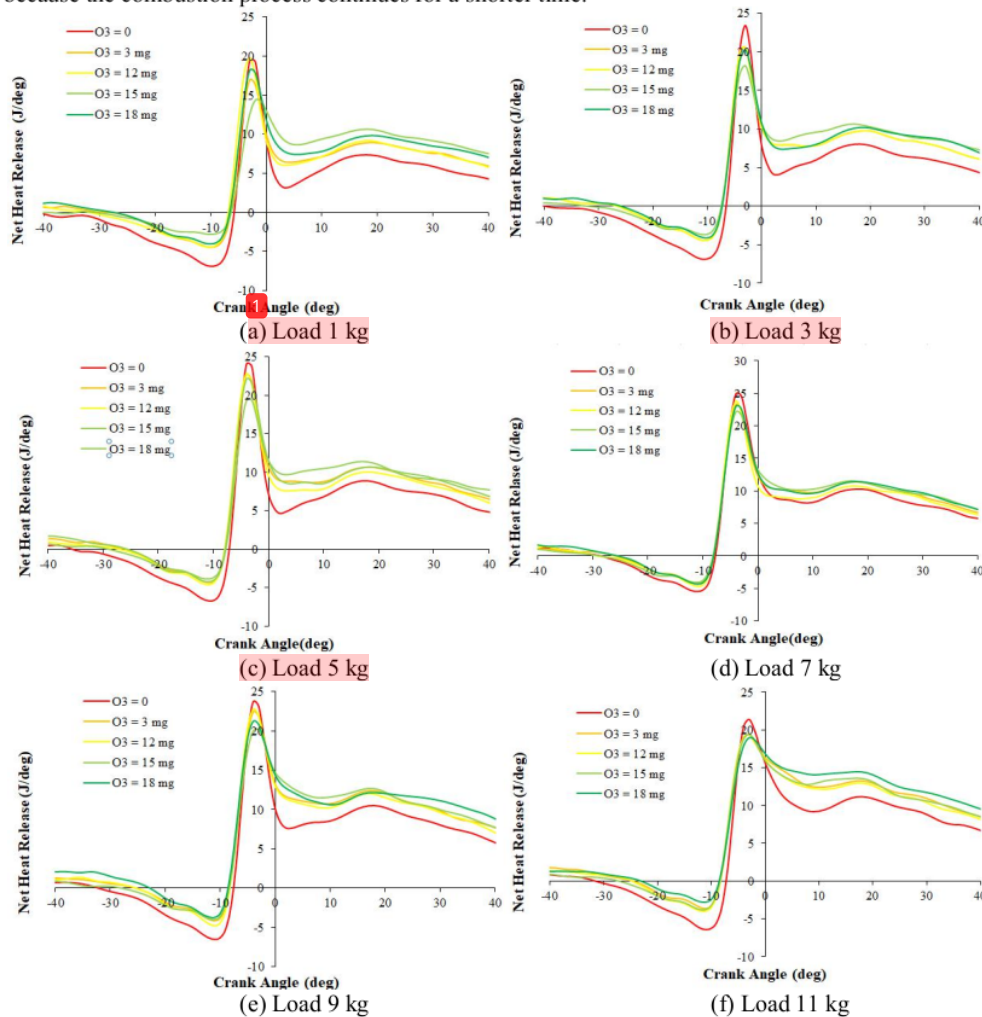 because the combustion process continues for a shorter time.
O3 = 0
O3 = 3 mg
O3 = 12 mg
O3 = 15 mg
O3 = 18 mg
Net Heat Release (J/deg)
25
20
15
10
5
0
-5
-10
-40 -30 -20 -10 0 10 20 30 40
Crank Angle (deg)
1
(a) Load 1 kg
O3 = 0
O3 = 3 mg
O3 = 12 mg
O3 = 15 mg
O3 = 18 mg
Net Heat Release (J/deg)
25
20
15
10
5
0
-5
-10
-40 -30 -20 -10 0 10 20 30 40
Crank Angle (deg)
(b) Load 3 kg
O3 = 0
O3 = 3 mg
O3 = 12 mg
O3 = 15 mg
O3 = 18 mg
Net Heat Release (J/deg)
25
20
15
10
5
0
-5
-10
-40 -30 -20 -10 0 10 20 30 40
Crank Angle(deg)
(c) Load 5 kg
O3 = 0
O3 = 3 mg
O3 = 12 mg
O3 = 15 mg
O3 = 18 mg
Net Heat Release (J/deg)
30
25
20
15
10
5
0
-5
-10
-40 -30 -20 -10 0 10 20 30 40
Crank Angle(deg)
(d) Load 7 kg
O3 = 0
O3 = 3 mg
O3 = 12 mg
O3 = 15 mg
O3 = 18 mg
Net Heat Release (J/deg)
25
20
15
10
5
0
-5
-10
-40 -30 -20 -10 0 10 20 30 40
Crank Angle (deg)
(e) Load 9 kg
O3 = 0
O3 = 3 mg
O3 = 12 mg
O3 = 15 mg
O3 = 18 mg
Net Heat Release (J/deg)
25
20
15
10
5
0
-5
-10
-40 -30 -20 -10 0 10 20 30 40
Crank Angle (deg)
(f) Load 11 kg